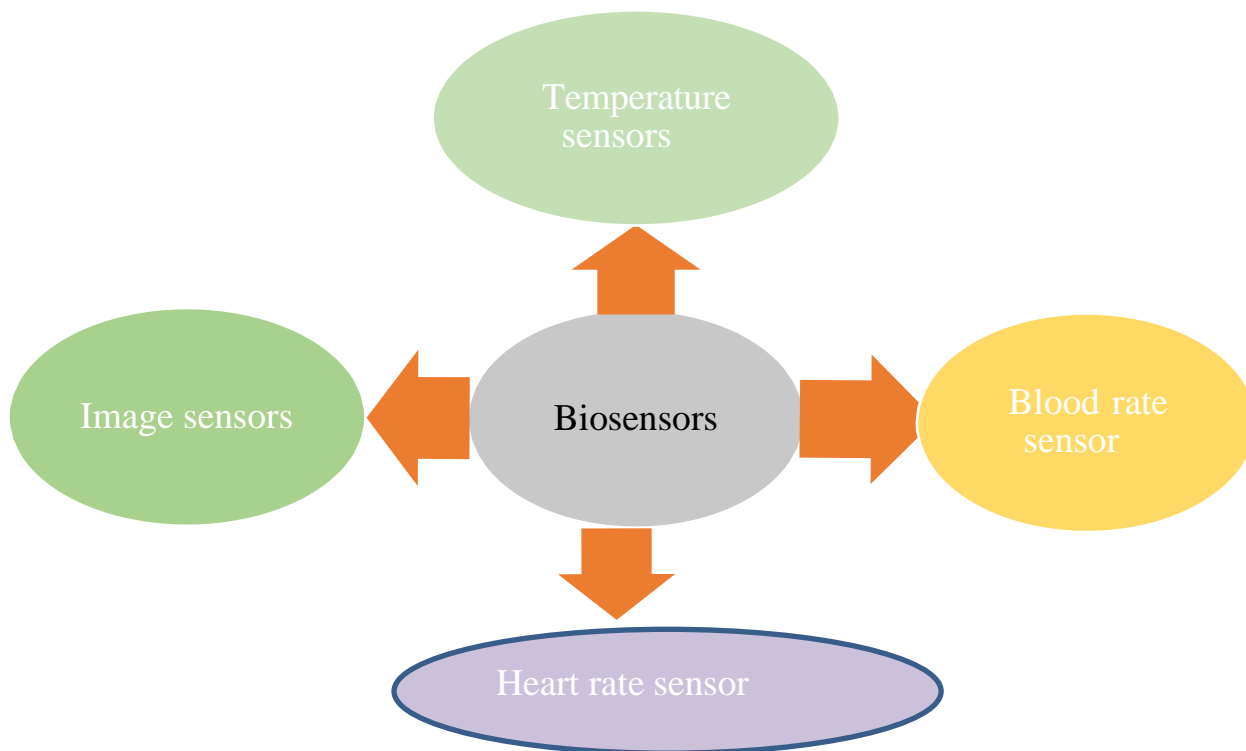 Temperature
sensors
Image sensors
Biosensors
Blood rate
sensor
Heart rate sensor